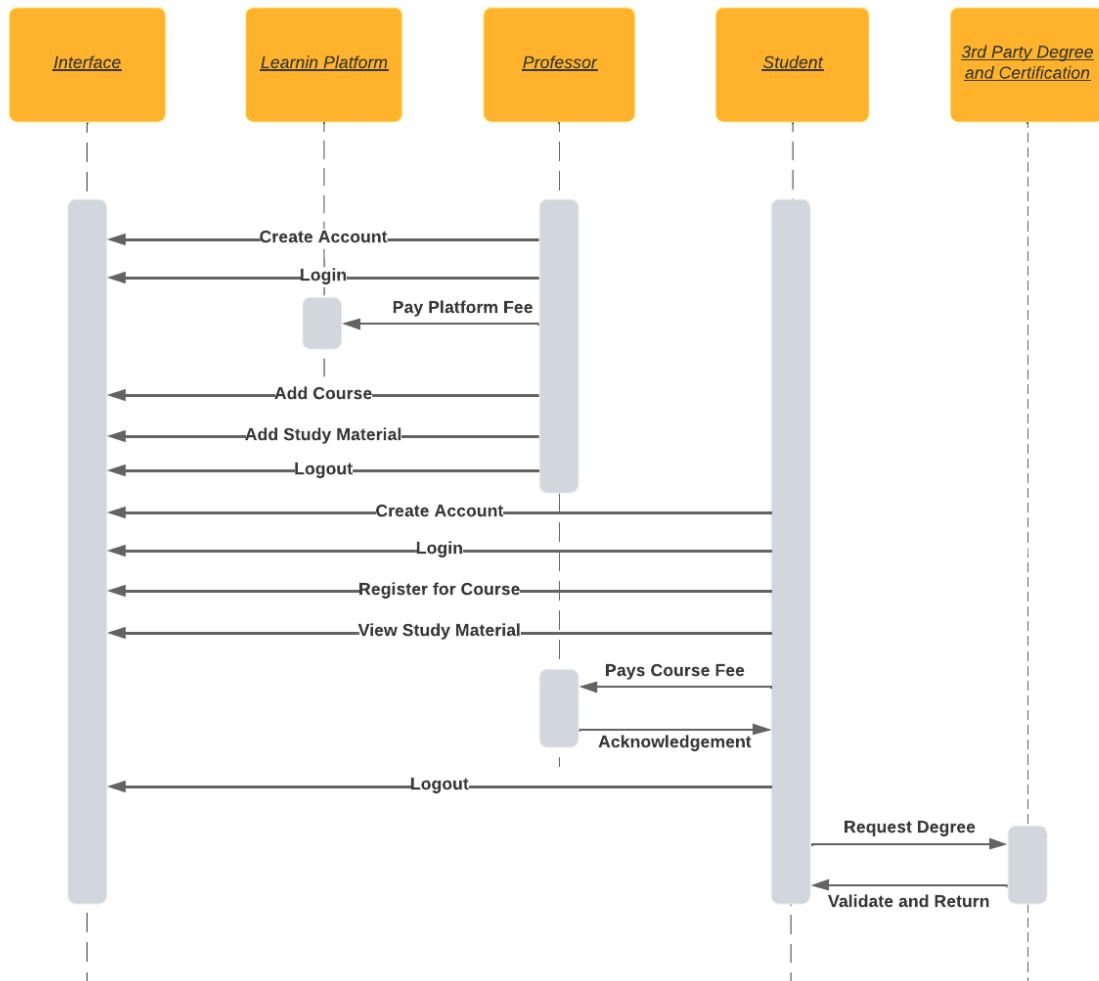 Interface
Learnin Platform
Professor
Student
3rd Party Degree
and Certification
Create Account
Login
Pay Platform Fee
Add Course
Add Study Material
Logout
Create Account
Login
Register for Course
View Study Material
Pays Course Fee
Acknowledgement
Logout
Request Degree
Validate and Return